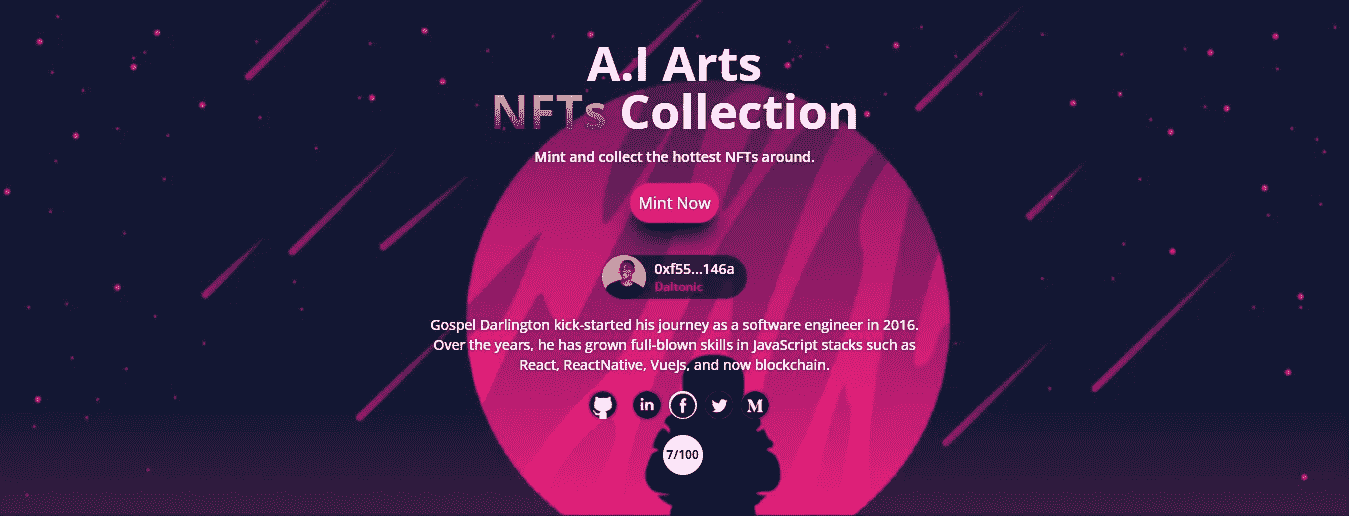 A.I Arts
NFTs Collection
Mint and collect the hottest NFTs around.
Mint Now
0xf55...146a
Daltonic
Gospel Darlington kick-started his journey as a software engineer in 2016.
Over the years, he has grown full-blown skills in JavaScript stacks such as
React, ReactNative, VueJs, and now blockchain.
7/100